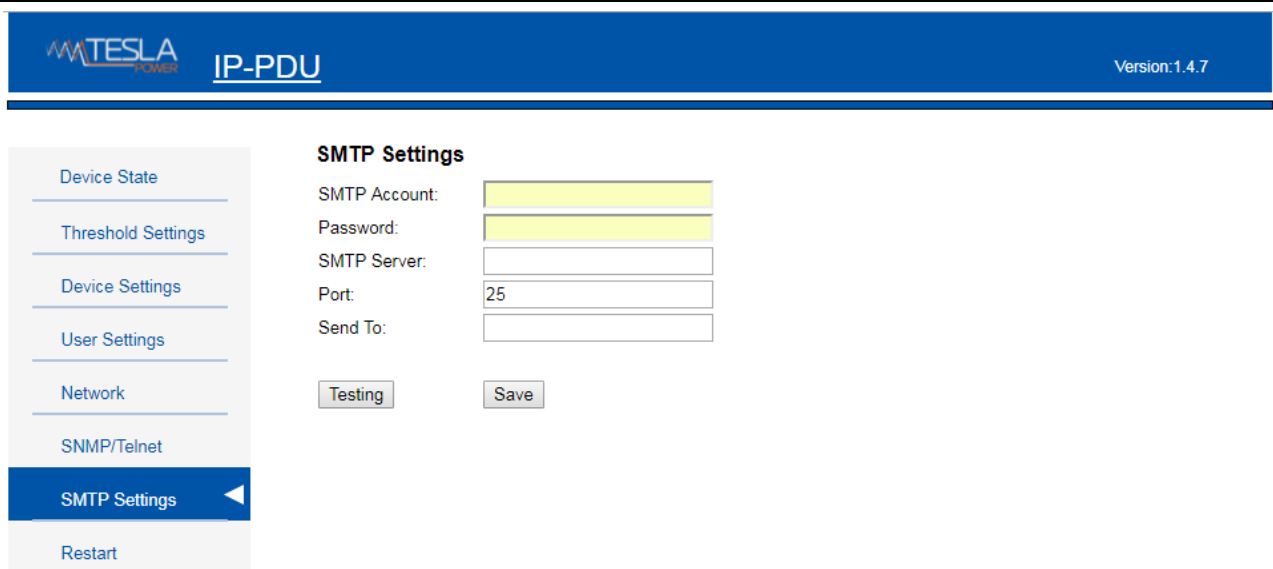 TESLA
POWER
IP-PDU
Version:1.4.7
Device State
Threshold Settings
Device Settings
User Settings
Network
SNMP/Telnet
SMTP Settings
Restart
SMTP Settings
SMTP Account:
Password:
SMTP Server:
Port: 25
Send To:
Testing Save